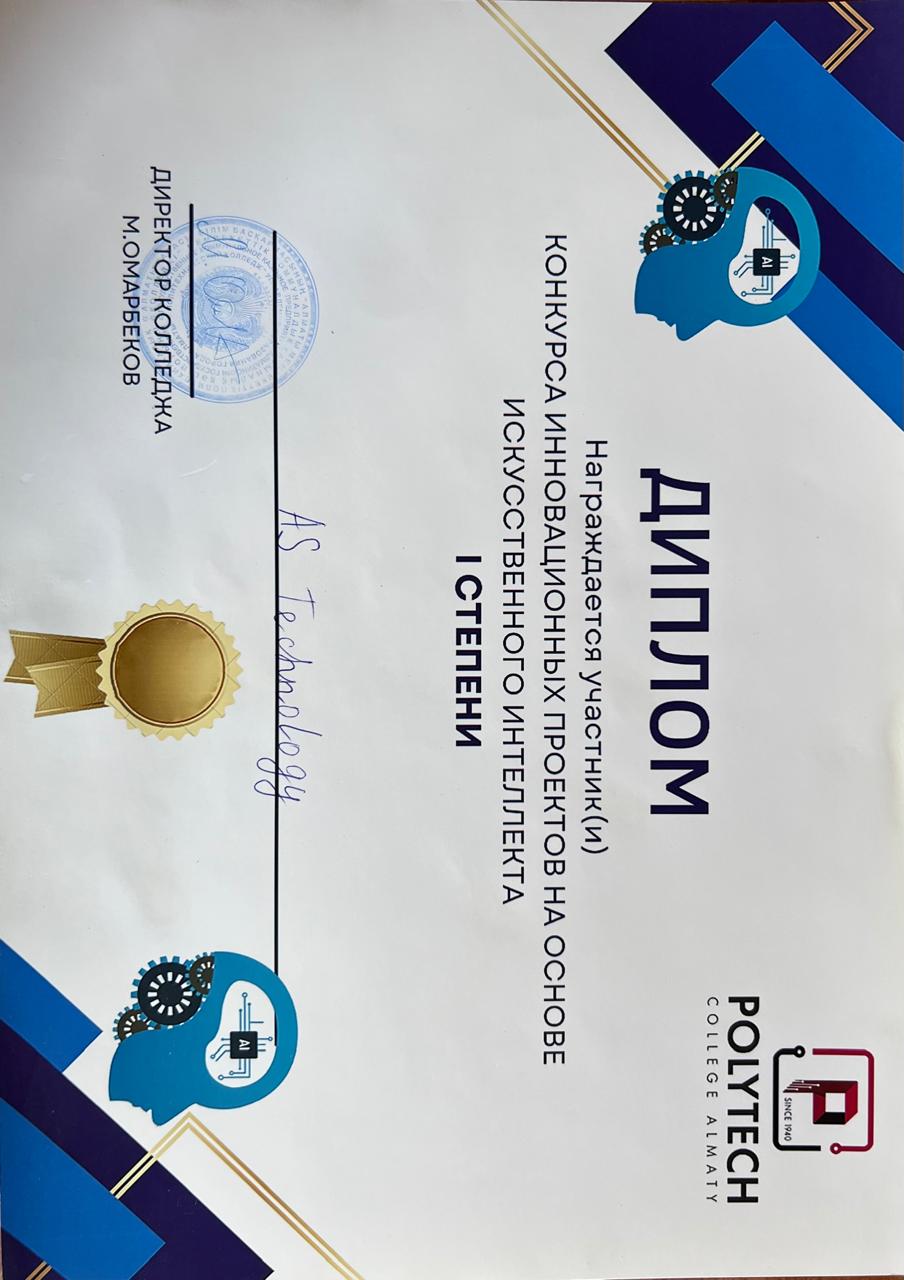 POLYTECH
COLLEGE ALMATY
SINCE 1940
AI
ДИПЛОМ
Награждается участник(и)
КОНКУРСА ИННОВАЦИОННЫХ ПРОЕКТОВ НА ОСНОВЕ
ИСКУССТВЕННОГО ИНТЕЛЛЕКТА
I СТЕПЕНИ
AS Technology
ДИРЕКТОР КОЛЛЕДЖА
М.ОМАРБЕКОВ
AI